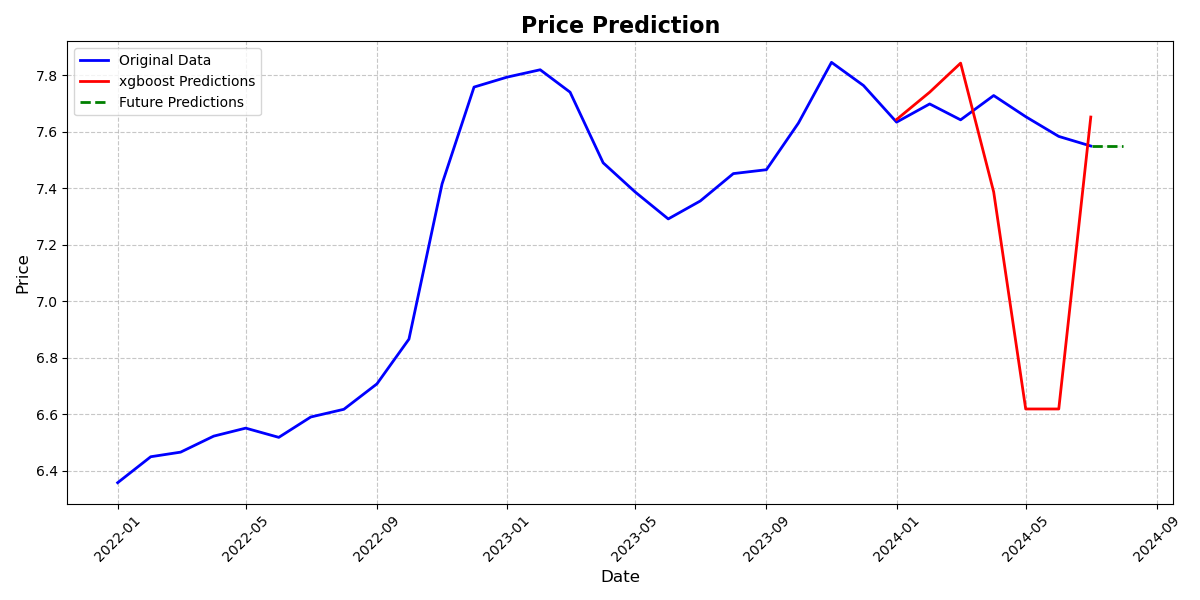 Price Prediction
Original Data
xgboost Predictions
Future Predictions
7.8
7.6
7.4
7.2
7.0
6.8
6.6
6.4
Price
2022-01
2022-05
2022-09
2023-01
2023-05
2023-09
2024-01
2024-05
2024-09
Date